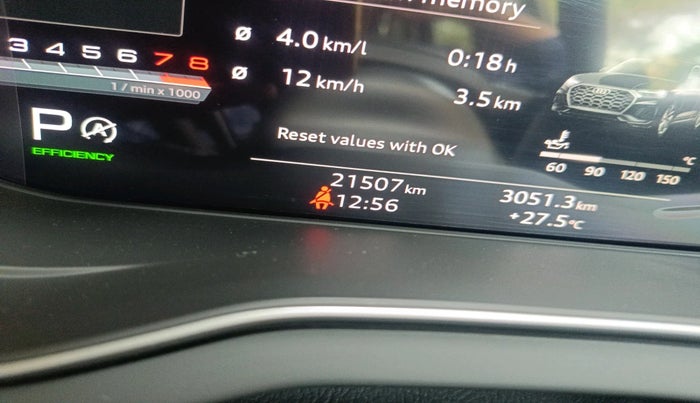 memory
ø 4.0 km/l 0:18 h
ø 12 km/h 3.5 km
3 4 5 6 7 8
1 / min x 1000
P A
EFFICIENCY
Reset values with OK
°C
60 90 120 150
21507 km 3051.3 km
12:56 +27.5 °C